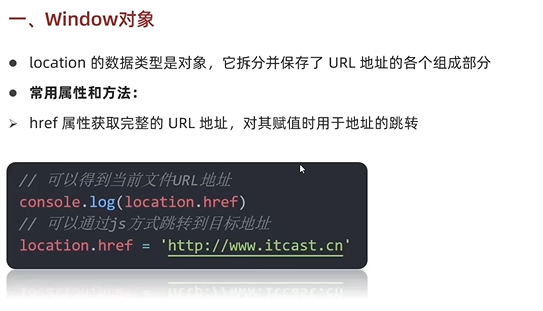 一、Window对象
● location 的数据类型是对象，它拆分并保存了 URL 地址的各个组成部分
● 常用属性和方法：
➢ href 属性获取完整的 URL 地址，对其赋值时用于地址的跳转
// 可以得到当前文件URL地址
console.log(location.href)
// 可以通过js方式跳转到目标地址
location.href = 'http://www.itcast.cn'